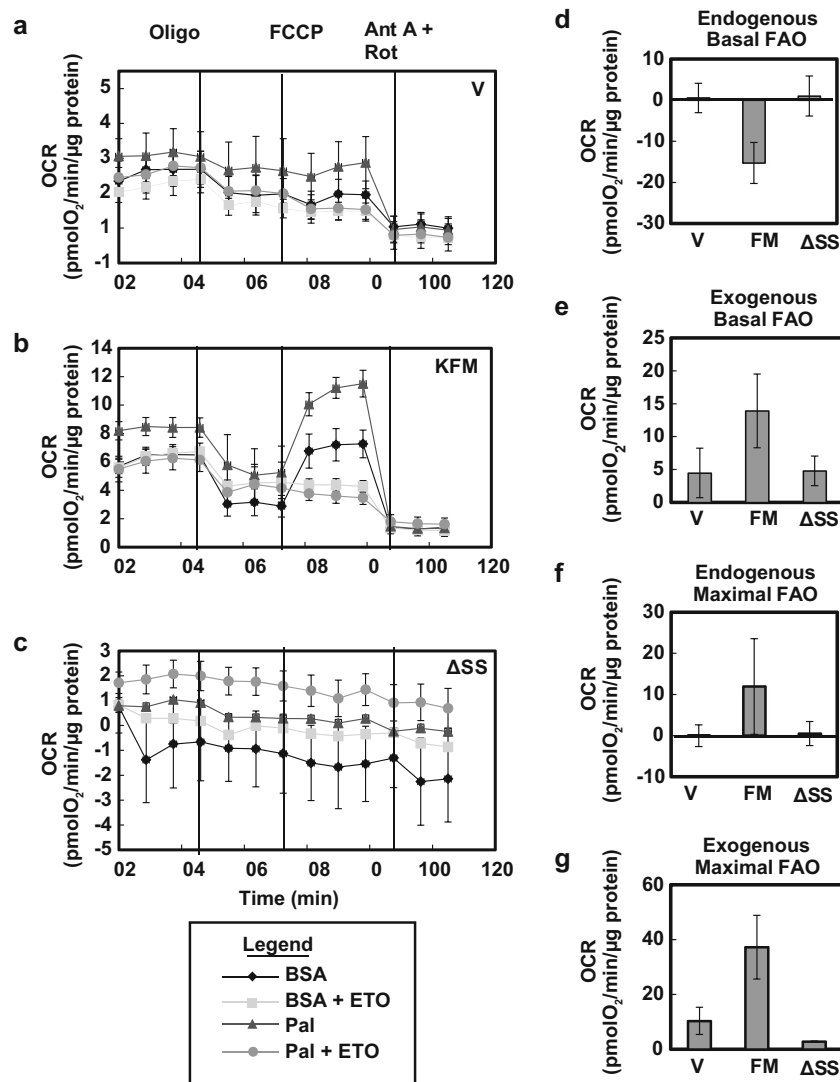 a
Oligo FCCP Ant A +
Rot
V
5
4
3
2
1
-1
OCR
(pmolO₂/min/µg protein)
02 04 06 08 0 100 120
b
KFM
14
12
10
8
6
4
2
0
OCR
(pmolO₂/min/µg protein)
02 04 06 08 0 100 120
c
ΔSS
3
2
1
0
-1
-2
-3
-4
-5
OCR
(pmolO₂/min/µg protein)
02 04 06 08 0 100 120
Time (min)
Legend
BSA
BSA + ETO
Pal
Pal + ETO
d
Endogenous
Basal FAO
10
0
-10
-20
-30
OCR
(pmolO₂/min/µg protein)
V FM ΔSS
e
Exogenous
Basal FAO
25
20
15
10
5
0
OCR
(pmolO₂/min/µg protein)
V FM ΔSS
f
Endogenous
Maximal FAO
30
20
10
0
-10
OCR
(pmolO₂/min/µg protein)
V FM ΔSS
g
Exogenous
Maximal FAO
60
40
20
0
OCR
(pmolO₂/min/µg protein)
V FM ΔSS